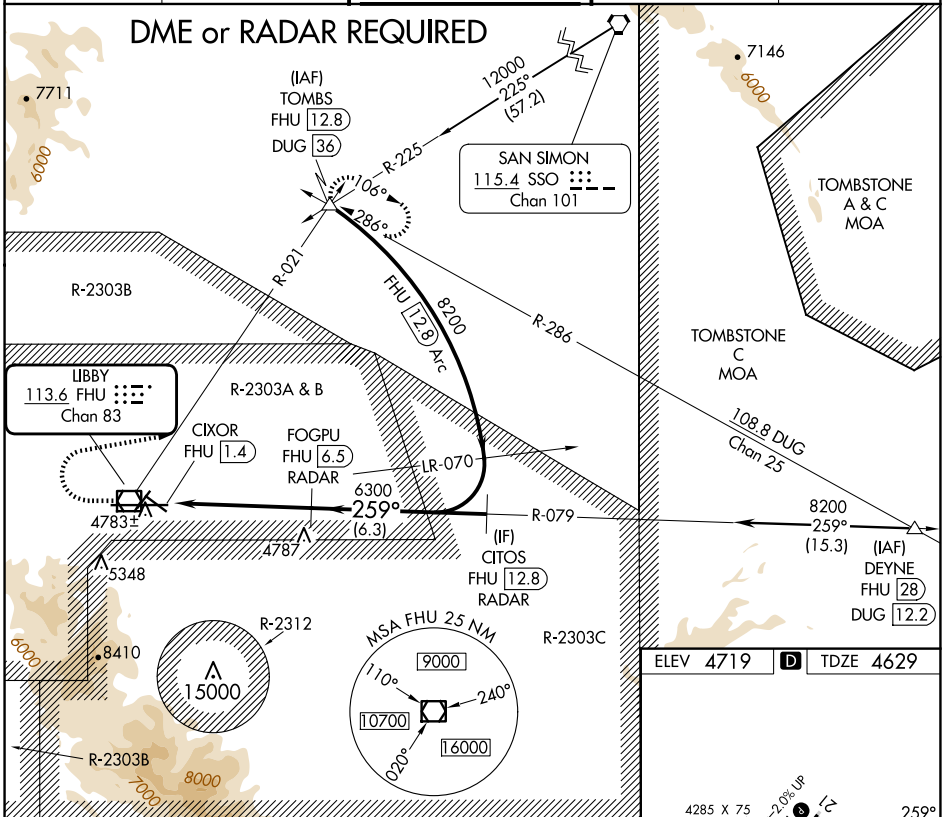 DME or RADAR REQUIRED
7711
6000
(IAF)
TOMBS
FHU 12.8
DUG 36
12000
225°
(57.2)
R-225
SAN SIMON
115.4 SSO
Chan 101
7146
6000
TOMBSTONE
A & C
MOA
106°
286°
R-021
R-2303B
FHU 12.8 Arc
8200
R-286
TOMBSTONE
C
MOA
LIBBY
113.6 FHU
Chan 83
R-2303A & B
CIXOR
FHU 1.4
FOGPU
FHU 6.5
RADAR
LR-070
108.8 DUG
Chan 25
6300
259°
(6.3)
R-079
8200
259°
(15.3)
4783±
4787
5348
(IF)
CITOS
FHU 12.8
RADAR
(IAF)
DEYNE
FHU 28
DUG 12.2
6000
8410
R-2312
15000
R-2303C
MSA FHU 25 NM
9000
110°
240°
10700
16000
020°
R-2303B
7000
8000
ELEV 4719
D
TDZE 4629
4285 X 75
-2.0% UP
P
21
259°